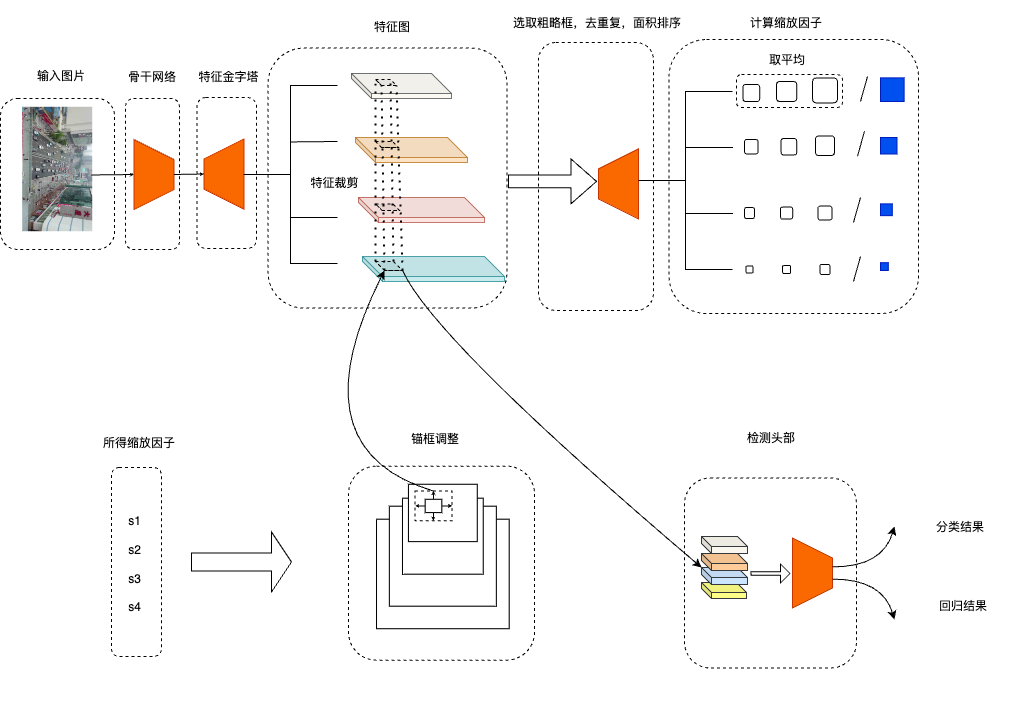 特征图
选取粗略框，去重复，面积排序
计算缩放因子
输入图片
骨干网络
特征金字塔
取平均
特征裁剪
所得缩放因子
锚框调整
检测头部
s1
s2
s3
s4
分类结果
回归结果